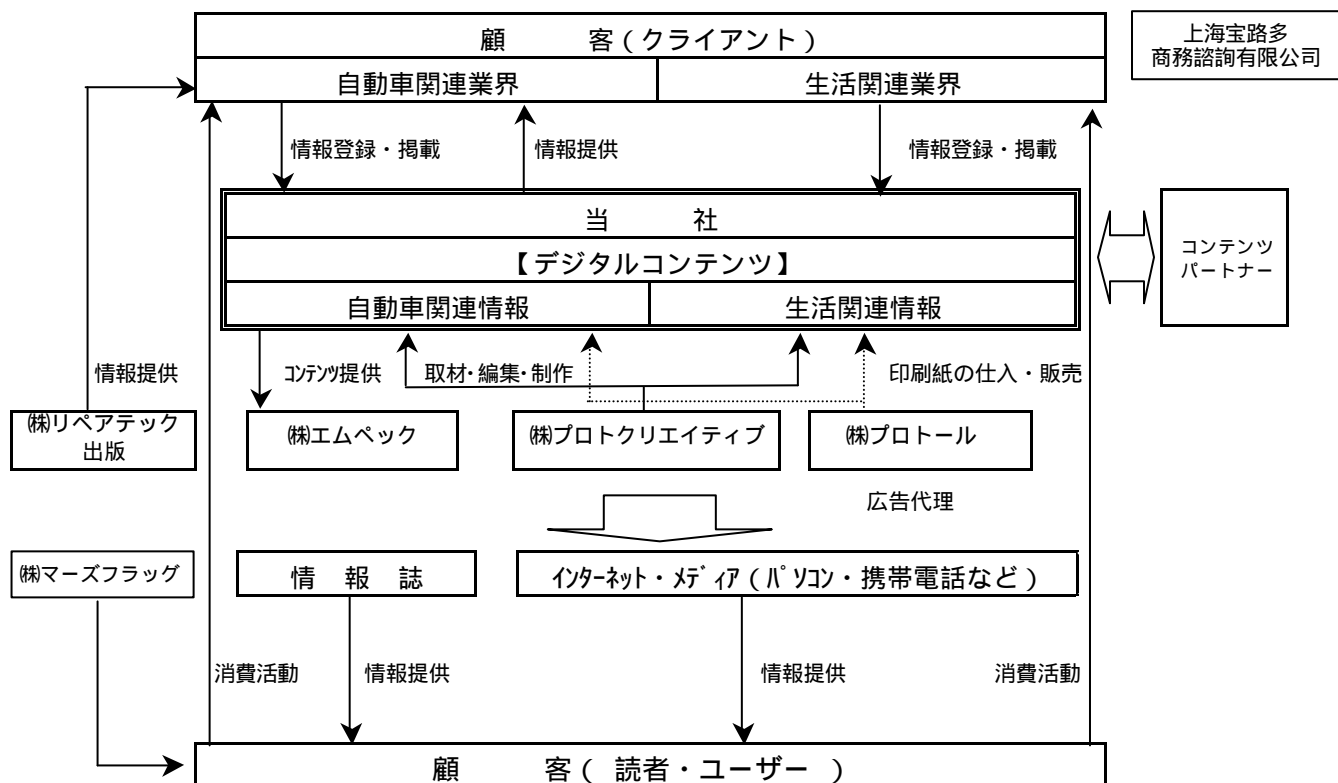 顧 客（クライアント）
上海宝路多
商務諮詢有限公司
自動車関連業界
生活関連業界
情報登録・掲載
情報提供
情報登録・掲載
当 社
【デジタルコンテンツ】
コンテンツ
パートナー
自動車関連情報
生活関連情報
情報提供
ｺﾝﾃﾝﾂ提供
取材・編集・制作
印刷紙の仕入・販売
㈱リペアテック
出版
㈱エムペック
㈱プロトクリエイティブ
㈱プロトール
広告代理
㈱マーズフラッグ
情 報 誌
ｲﾝﾀｰﾈｯﾄ・ﾒﾃﾞｨｱ（ﾊﾟｿｺﾝ・携帯電話など）
消費活動
情報提供
情報提供
消費活動
顧 客（ 読者・ユーザー ）